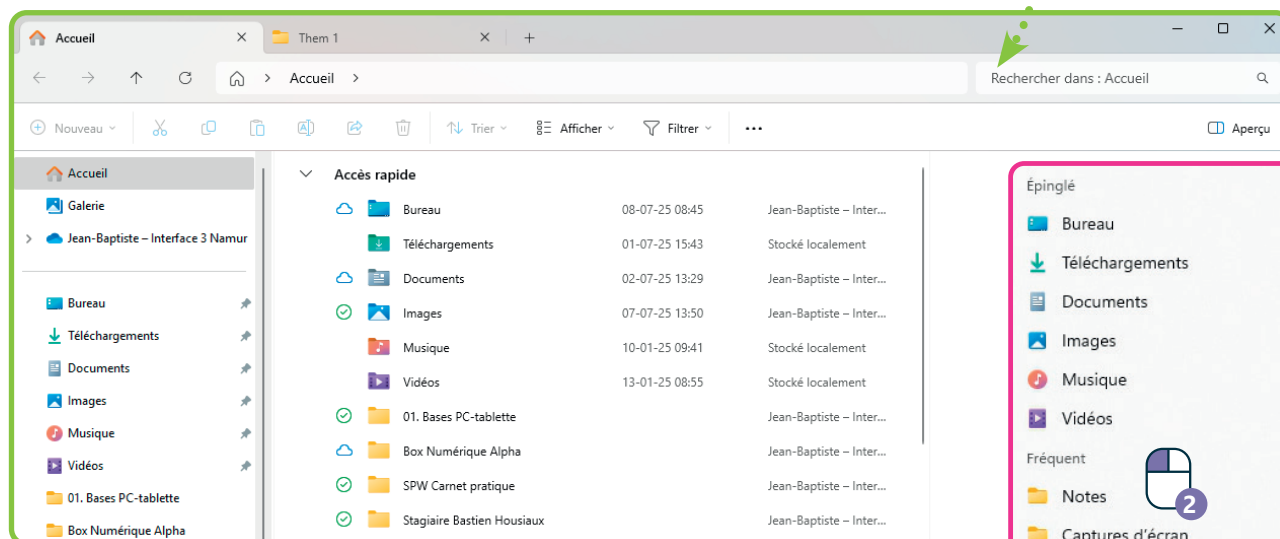 Accueil
Them 1
Accueil
Rechercher dans : Accueil
Nouveau
Trier
Afficher
Filtrer
Aperçu
Accueil
Galerie
Jean-Baptiste – Interface 3 Namur
Bureau
Téléchargements
Documents
Images
Musique
Vidéos
01. Bases PC-tablette
Box Numérique Alpha
Accès rapide
Bureau 08-07-25 08:45 Jean-Baptiste – Inter...
Téléchargements 01-07-25 15:43 Stocké localement
Documents 02-07-25 13:29 Jean-Baptiste – Inter...
Images 07-07-25 13:50 Jean-Baptiste – Inter...
Musique 10-01-25 09:41 Stocké localement
Vidéos 13-01-25 08:55 Stocké localement
01. Bases PC-tablette Jean-Baptiste – Inter...
Box Numérique Alpha Jean-Baptiste – Inter...
SPW Carnet pratique Jean-Baptiste – Inter...
Stagiaire Bastien Housiaux Jean-Baptiste – Inter...
Épinglé
Bureau
Téléchargements
Documents
Images
Musique
Vidéos
Fréquent
Notes
2
Captures d'écran